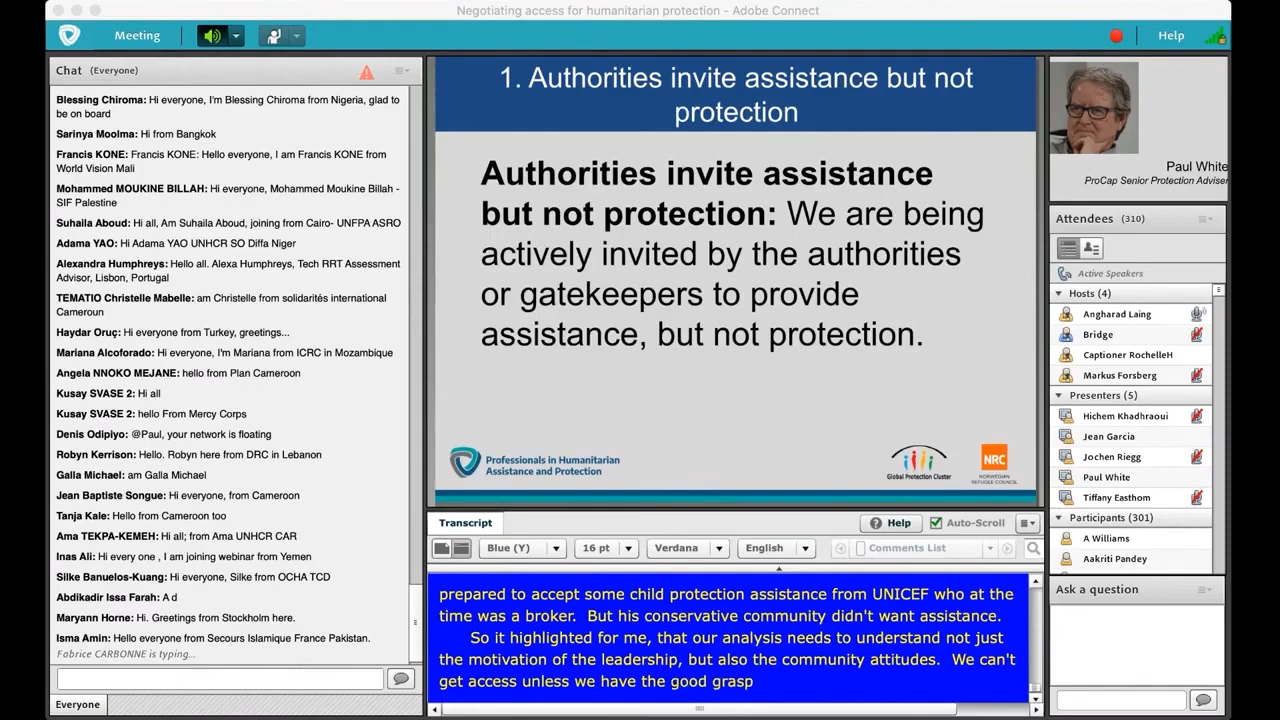 Negotiating access for humanitarian protection - Adobe Connect
Meeting
Help
Chat (Everyone)
Blessing Chiroma: Hi everyone, I'm Blessing Chiroma from Nigeria, glad to
be on board
Sarinya Moolma: Hi from Bangkok
Francis KONE: Francis KONE: Hello everyone, I am Francis KONE from
World Vision Mali
Mohammed MOUKINE BILLAH: Hi everyone, Mohammed Moukine Billah -
SIF Palestine
Suhaila Aboud: Hi all, Am Suhaila Aboud, joining from Cairo- UNFPA ASRO
Adama YAO: Hi Adama YAO UNHCR SO Diffa Niger
Alexandra Humphreys: Hello all. Alexa Humphreys, Tech RRT Assessment
Advisor, Lisbon, Portugal
TEMATIO Christelle Mabelle: am Christelle from solidarités international
Cameroun
Haydar Oruç: Hi everyone from Turkey, greetings...
Mariana Alcoforado: Hi everyone, I'm Mariana from ICRC in Mozambique
Angela NNOKO MEJANE: hello from Plan Cameroon
Kusay SVASE 2: Hi all
Kusay SVASE 2: hello From Mercy Corps
Denis Odipiyo: @Paul, your network is floating
Robyn Kerrison: Hello. Robyn here from DRC in Lebanon
Galla Michael: am Galla Michael
Jean Baptiste Songue: Hi everyone, from Cameroon
Tanja Kale: Hello from Cameroon too
Ama TEKPA-KEMEH: Hi all; from Ama UNHCR CAR
Inas Ali: Hi every one , I am joining webinar from Yemen
Silke Banuelos-Kuang: Hi everyone, Silke from OCHA TCD
Abdikadir Issa Farah: A d
Maryann Horne: Hi. Greetings from Stockholm here.
Isma Amin: Hello everyone from Secours Islamique France Pakistan.
Fabrice CARBONNE is typing...
Everyone
1. Authorities invite assistance but not
protection
Authorities invite assistance
but not protection: We are being
actively invited by the authorities
or gatekeepers to provide
assistance, but not protection.
Professionals in Humanitarian
Assistance and Protection
Global Protection Cluster
NRC
NORWEGIAN
REFUGEE COUNCIL
Transcript
Help
Auto-Scroll
Blue (Y)
16 pt
Verdana
English
Comments List
prepared to accept some child protection assistance from UNICEF who at the
time was a broker. But his conservative community didn't want assistance.
So it highlighted for me, that our analysis needs to understand not just
the motivation of the leadership, but also the community attitudes. We can't
get access unless we have the good grasp
Paul White
ProCap Senior Protection Adviser
Attendees (310)
Active Speakers
Hosts (4)
Angharad Laing
Bridge
Captioner RochelleH
Markus Forsberg
Presenters (5)
Hichem Khadhraoui
Jean Garcia
Jochen Riegg
Paul White
Tiffany Easthom
Participants (301)
A Williams
Aakriti Pandey
Ask a question